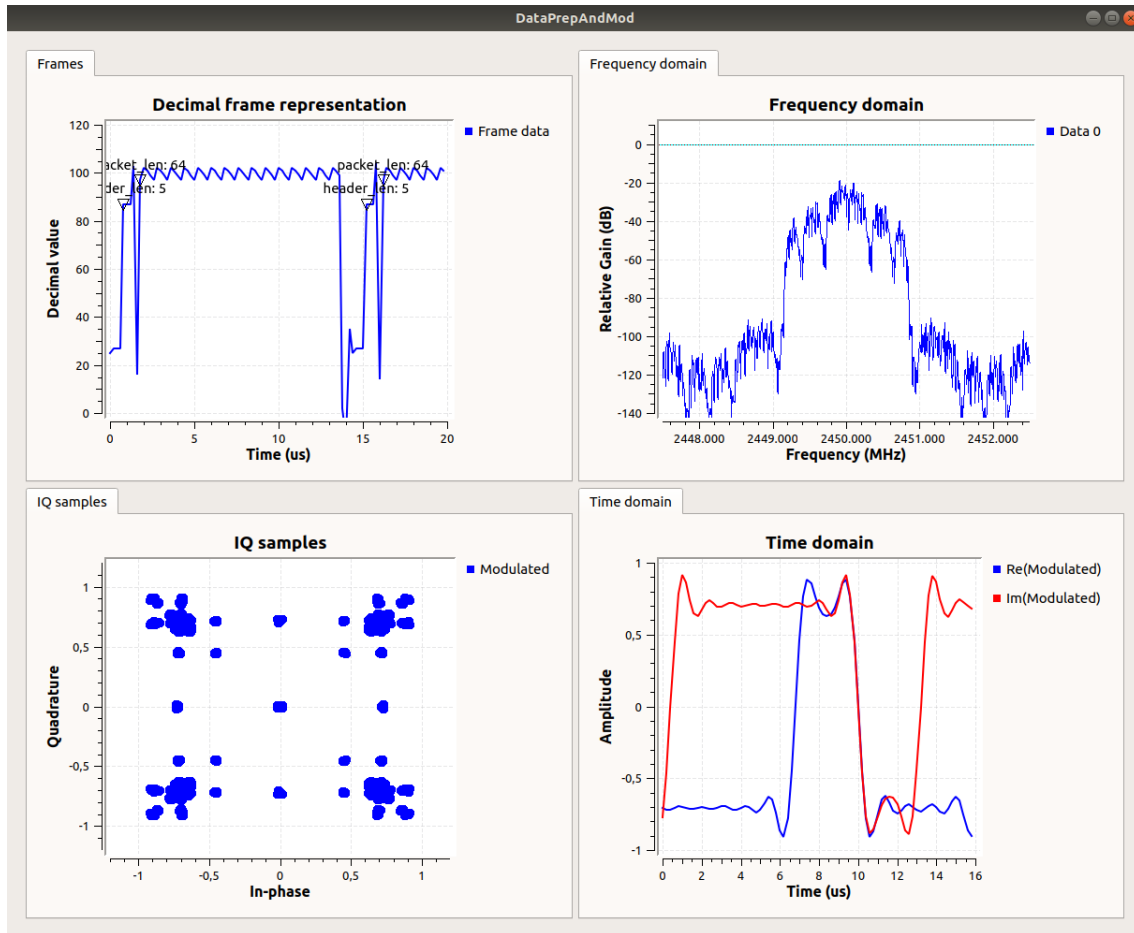 DataPrepAndMod
Frames
Decimal frame representation
120
100
80
60
40
20
0
Decimal value
packet_len: 64
header_len: 5
packet_len: 64
header_len: 5
0 5 10 15 20
Time (us)
Frame data
Frequency domain
Frequency domain
0
-20
-40
-60
-80
-100
-120
-140
Relative Gain (dB)
2448.000 2449.000 2450.000 2451.000 2452.000
Frequency (MHz)
Data 0
IQ samples
IQ samples
1
0,5
0
-0,5
-1
Quadrature
-1 -0,5 0 0,5 1
In-phase
Modulated
Time domain
Time domain
1
0,5
0
-0,5
-1
Amplitude
0 2 4 6 8 10 12 14 16
Time (us)
Re(Modulated)
Im(Modulated)